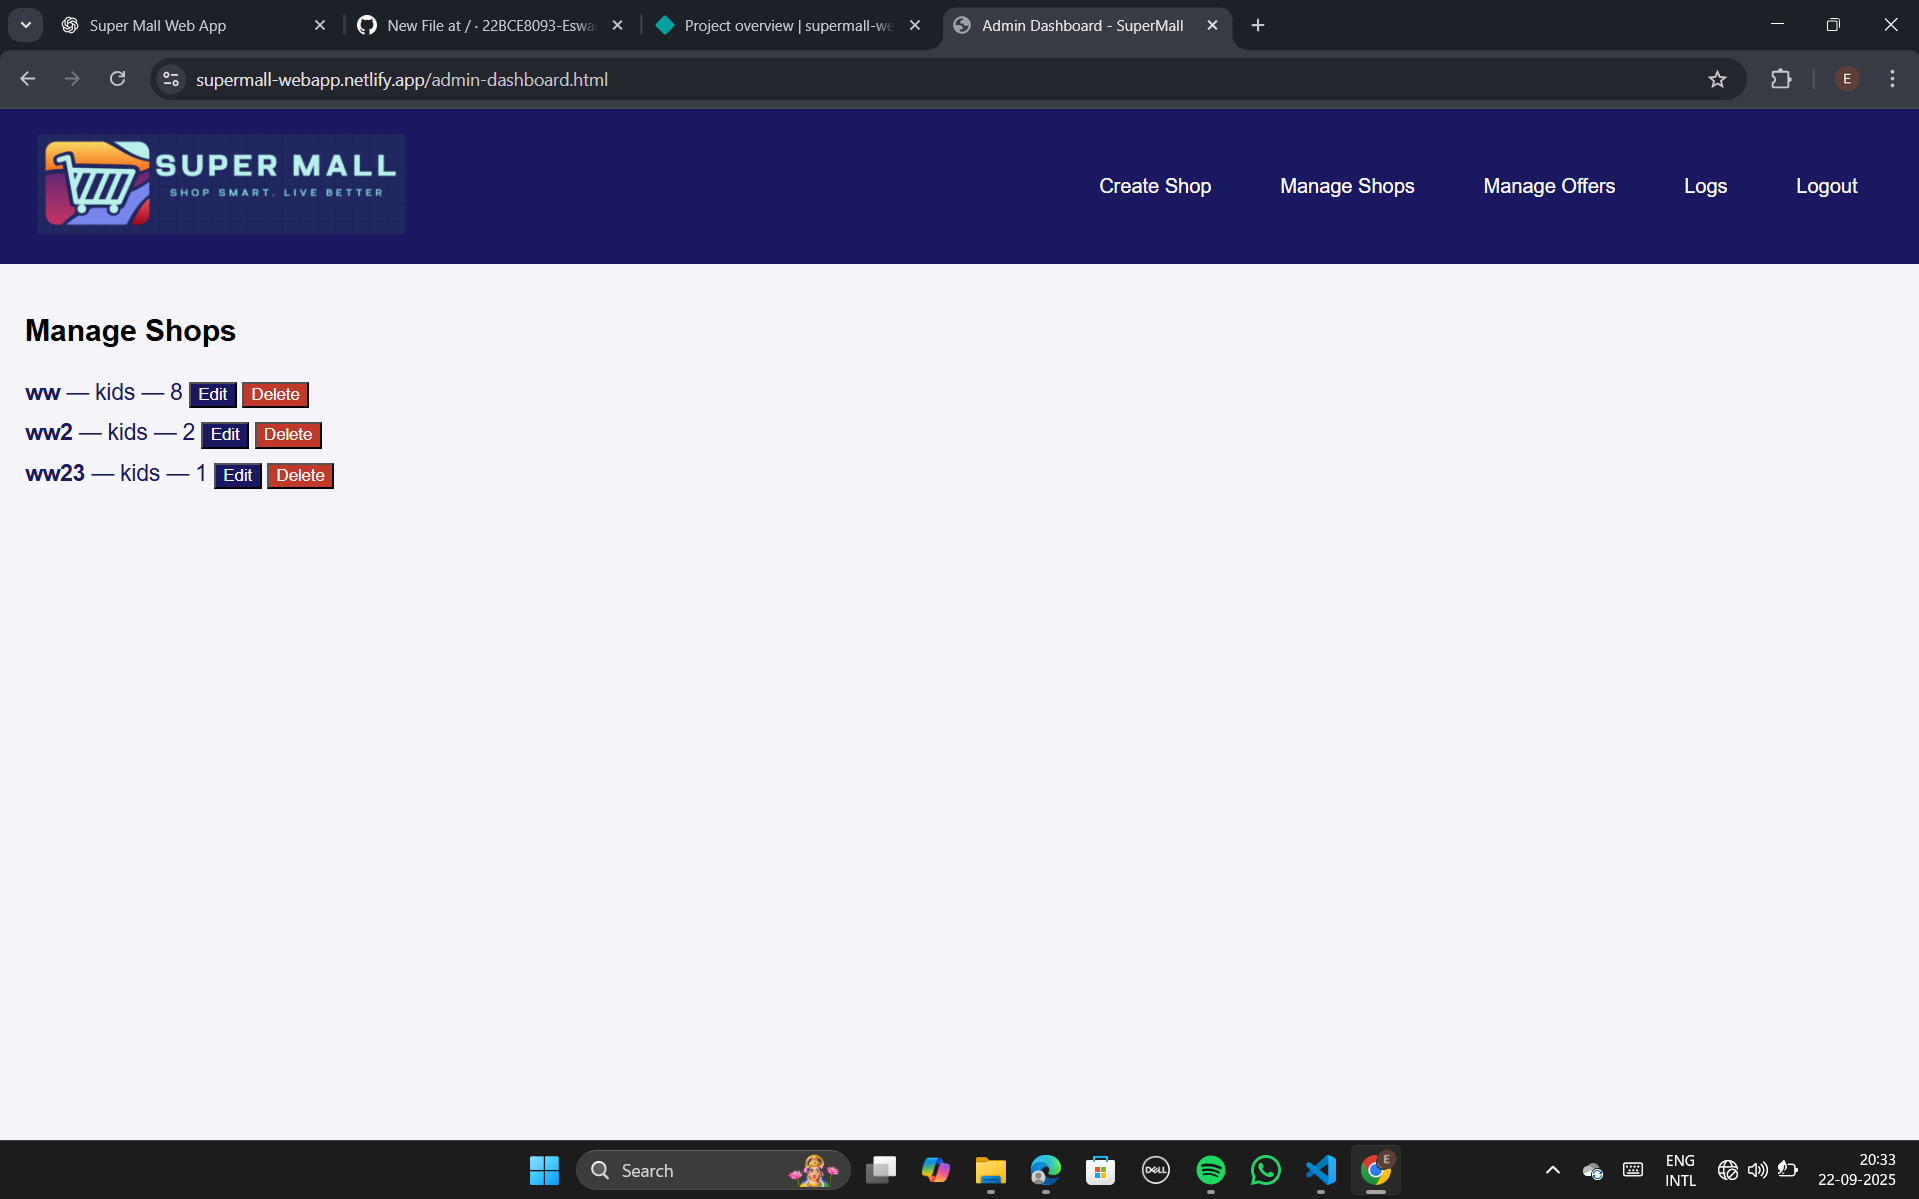 Super Mall Web App
New File at / · 22BCE8093-Eswa
Project overview | supermall-we
Admin Dashboard - SuperMall
supermall-webapp.netlify.app/admin-dashboard.html
E
SUPER MALL
SHOP SMART. LIVE BETTER
Create Shop
Manage Shops
Manage Offers
Logs
Logout
Manage Shops
ww — kids — 8 Edit Delete
ww2 — kids — 2 Edit Delete
ww23 — kids — 1 Edit Delete
Search
DELL
E
ENG
INTL
20:33
22-09-2025